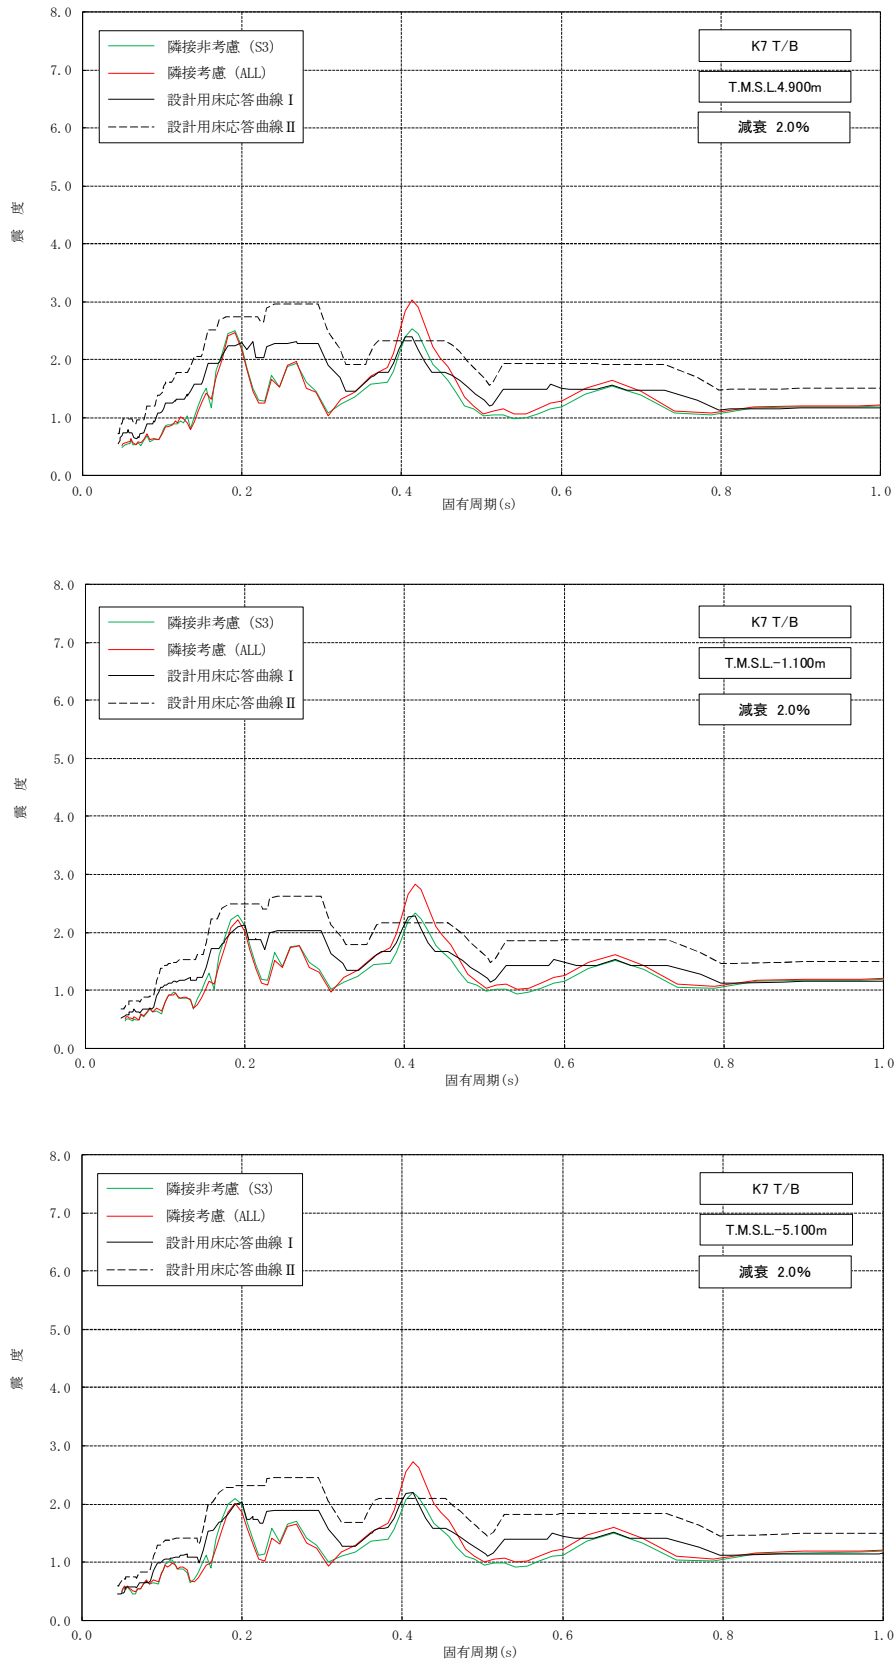 8.0
7.0
6.0
5.0
4.0
3.0
2.0
1.0
0.0
震 度
隣接非考慮 (S3)
隣接考慮 (ALL)
設計用床応答曲線Ⅰ
設計用床応答曲線Ⅱ
K7 T/B
T.M.S.L.4.900m
減衰 2.0%
0.0 0.2 0.4 0.6 0.8 1.0
固有周期(s)
8.0
7.0
6.0
5.0
4.0
3.0
2.0
1.0
0.0
震 度
隣接非考慮 (S3)
隣接考慮 (ALL)
設計用床応答曲線Ⅰ
設計用床応答曲線Ⅱ
K7 T/B
T.M.S.L.-1.100m
減衰 2.0%
0.0 0.2 0.4 0.6 0.8 1.0
固有周期(s)
8.0
7.0
6.0
5.0
4.0
3.0
2.0
1.0
0.0
震 度
隣接非考慮 (S3)
隣接考慮 (ALL)
設計用床応答曲線Ⅰ
設計用床応答曲線Ⅱ
K7 T/B
T.M.S.L.-5.100m
減衰 2.0%
0.0 0.2 0.4 0.6 0.8 1.0
固有周期(s)